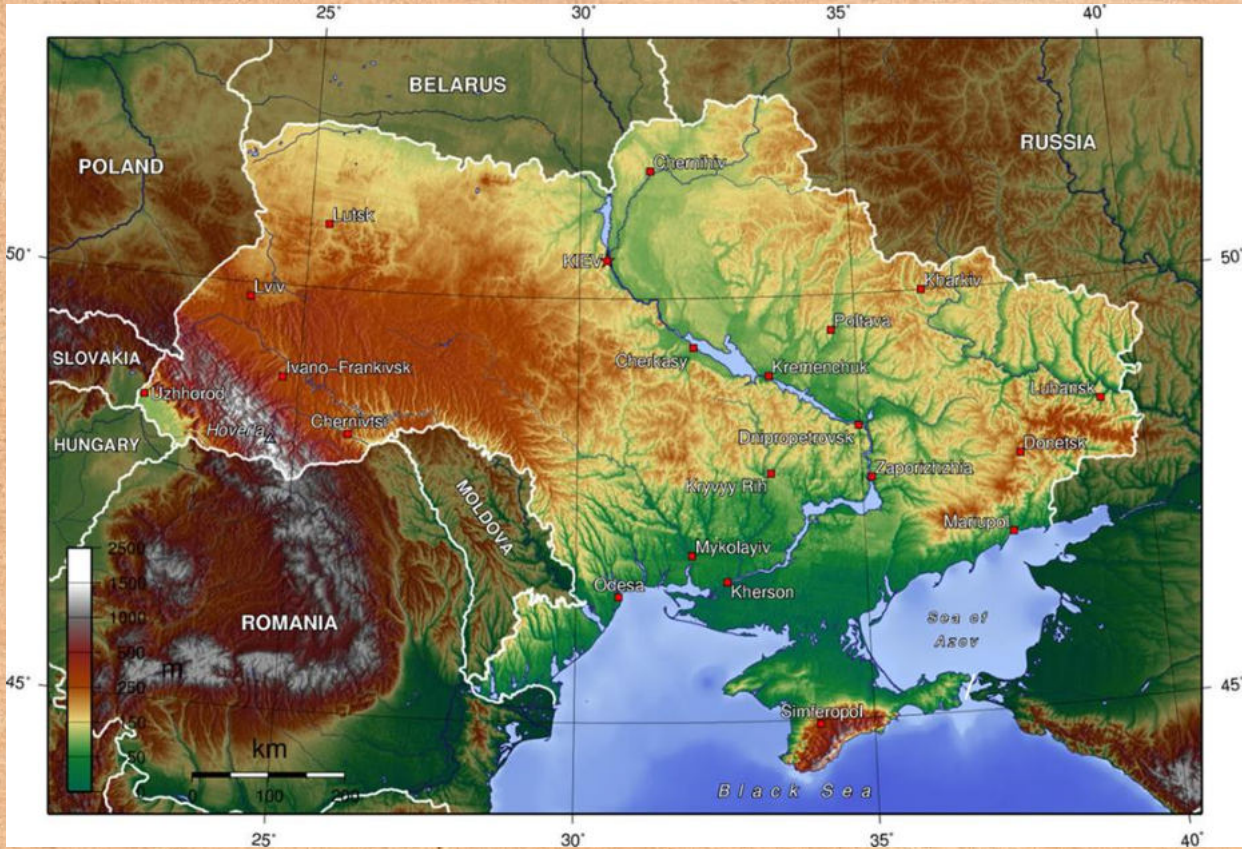 25°
30°
35°
40°
BELARUS
RUSSIA
POLAND
Chernihiv
Lutsk
50°
50°
KIEV
Lviv
Kharkiv
Poltava
SLOVAKIA
Cherkasy
Ivano-Frankivsk
Kremenchuk
Uzhhorod
Luhansk
Hoverla
Chernivtsi
HUNGARY
Dnipropetrovsk
Donetsk
Zaporizhzhia
Kryvyy Rih
MOLDOVA
Mariupol
2500
Mykolayiv
1500
Odesa
Kherson
1000
ROMANIA
Sea of
Azov
500
m
250
45°
45°
Simferopol
150
50
km
0
Black Sea
0 100 200
25°
30°
35°
40°